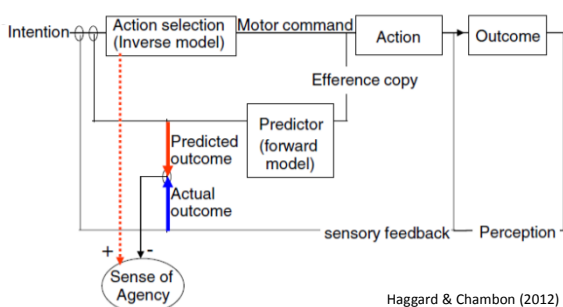 Intention
Action selection
(Inverse model)
Motor command
Action
Outcome
Efference copy
Predicted
outcome
Predictor
(forward
model)
Actual
outcome
sensory feedback
Perception
+
-
Sense of
Agency
Haggard & Chambon (2012)